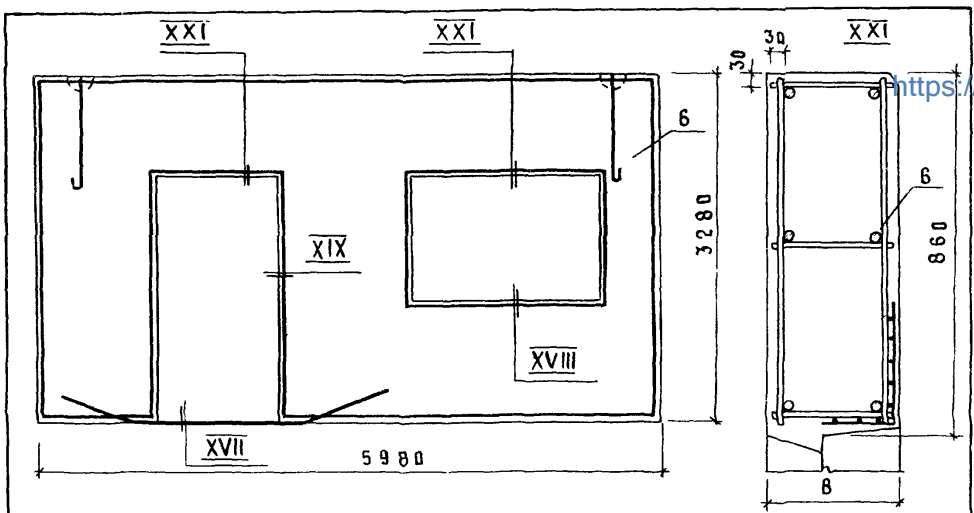 XXI
XXI
30
30
XXI
https:/
6
6
3280
860
XIX
XVIII
XVII
5980
В